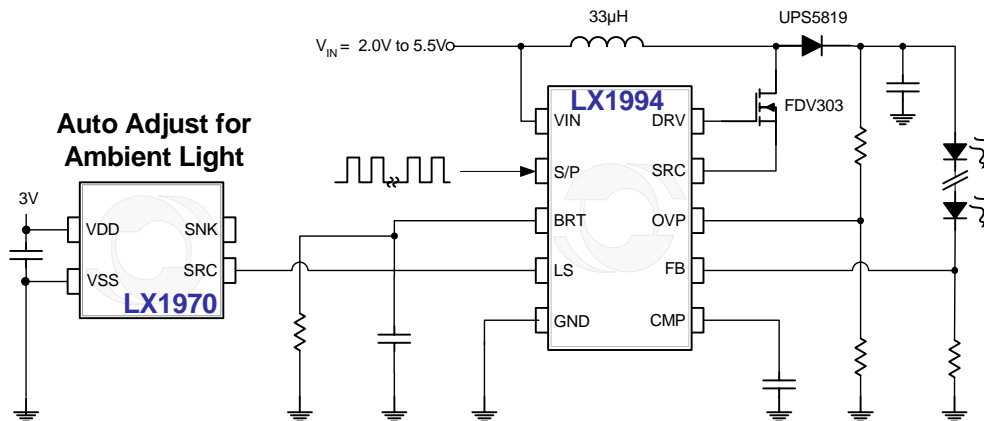 33µH
UPS5819
VIN = 2.0V to 5.5V
LX1994
FDV303
VIN
DRV
Auto Adjust for
Ambient Light
S/P
SRC
3V
VDD
SNK
BRT
OVP
VSS
SRC
LS
FB
LX1970
GND
CMP